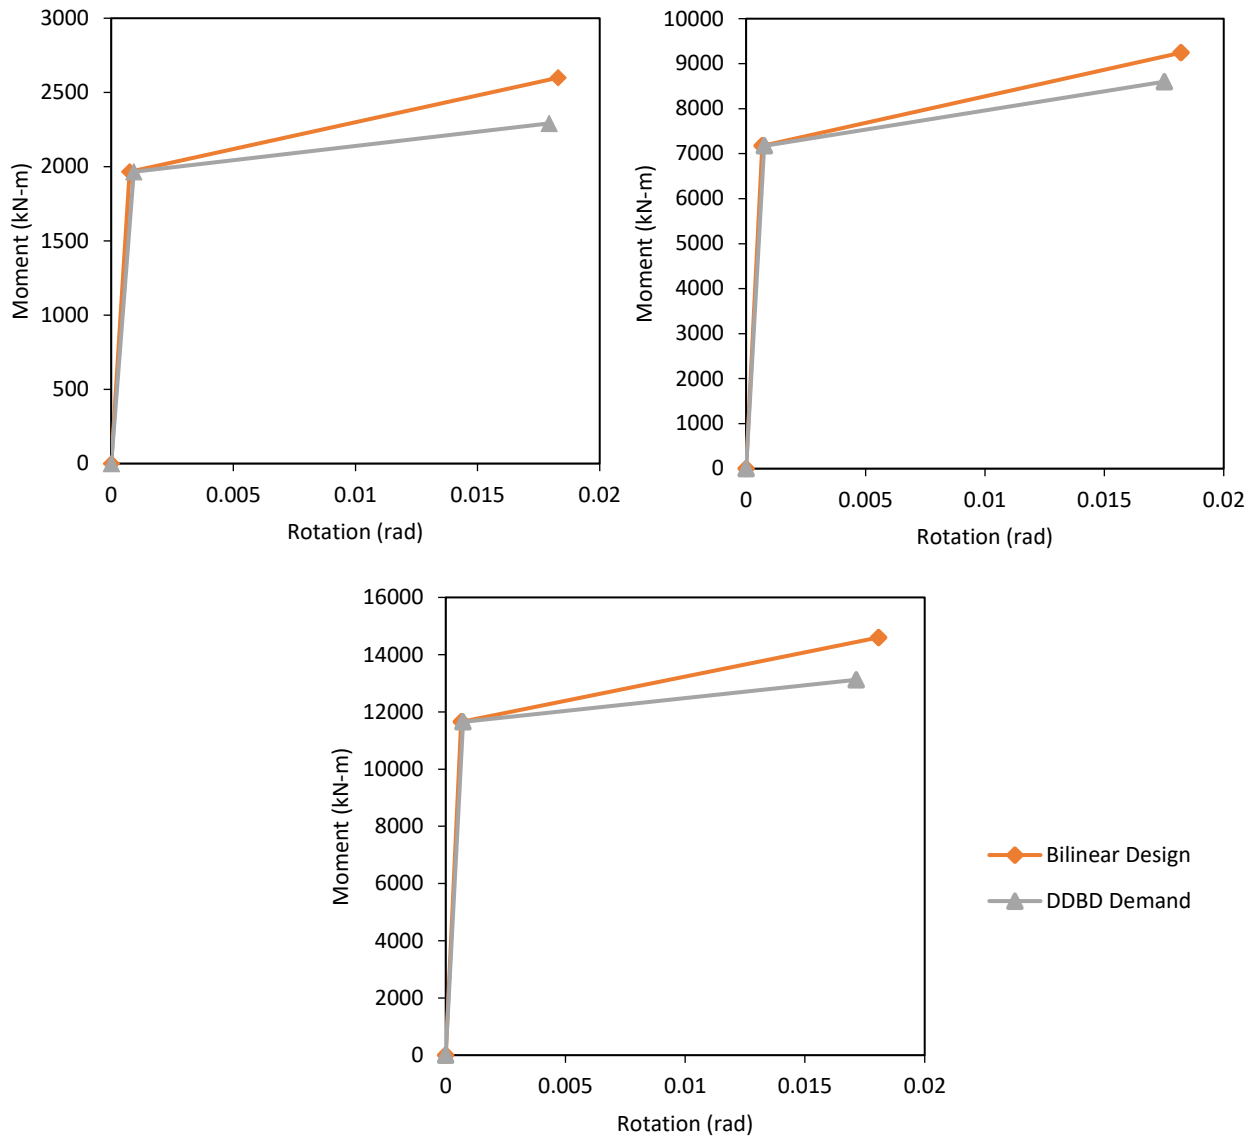 3000
2500
2000
1500
1000
500
0
Moment (kN-m)
0 0.005 0.01 0.015 0.02
Rotation (rad)
10000
9000
8000
7000
6000
5000
4000
3000
2000
1000
0
Moment (kN-m)
0 0.005 0.01 0.015 0.02
Rotation (rad)
16000
14000
12000
10000
8000
6000
4000
2000
0
Moment (kN-m)
0 0.005 0.01 0.015 0.02
Rotation (rad)
Bilinear Design
DDBD Demand